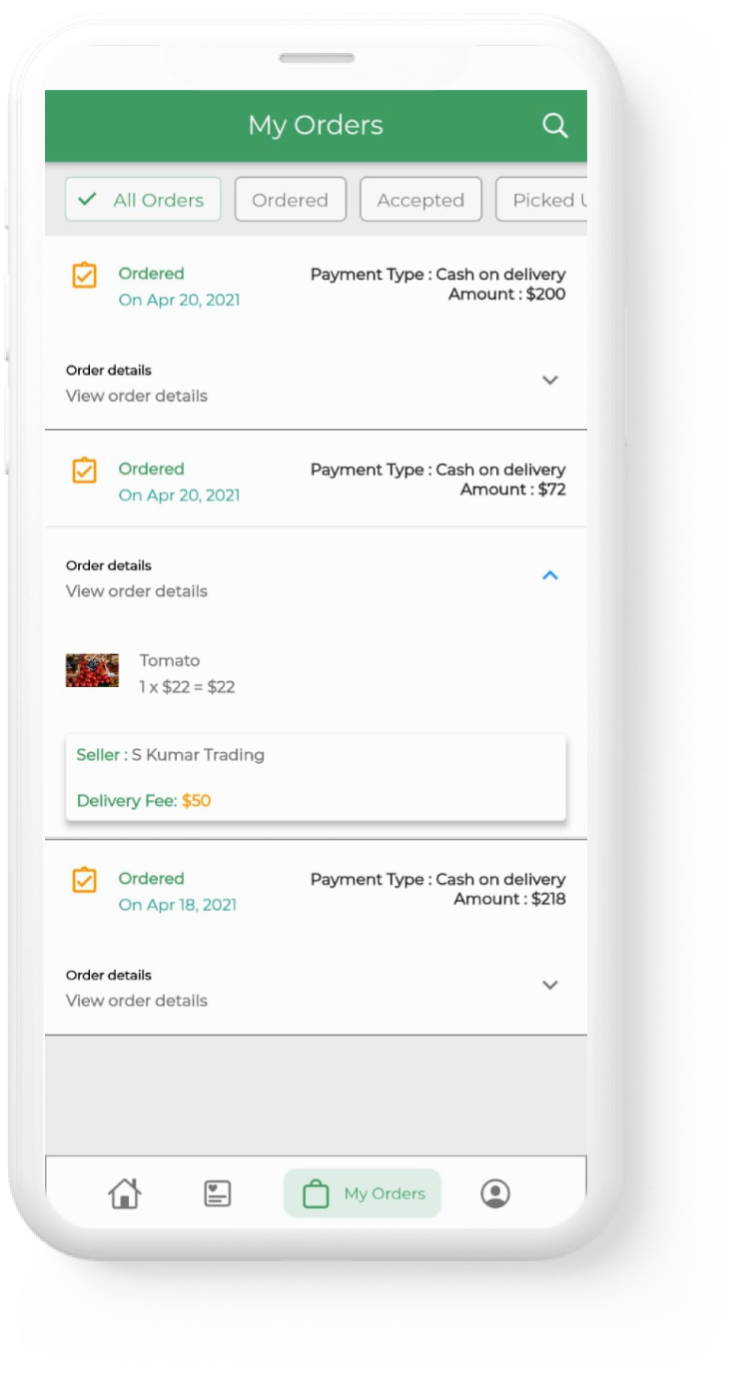 My Orders
All Orders
Ordered
Accepted
Picked U
Ordered
Payment Type : Cash on delivery
On Apr 20, 2021
Amount : $200
Order details
View order details
Ordered
Payment Type : Cash on delivery
On Apr 20, 2021
Amount : $72
Order details
View order details
Tomato
1 x $22 = $22
Seller : S Kumar Trading
Delivery Fee: $50
Ordered
Payment Type : Cash on delivery
On Apr 18, 2021
Amount : $218
Order details
View order details
My Orders